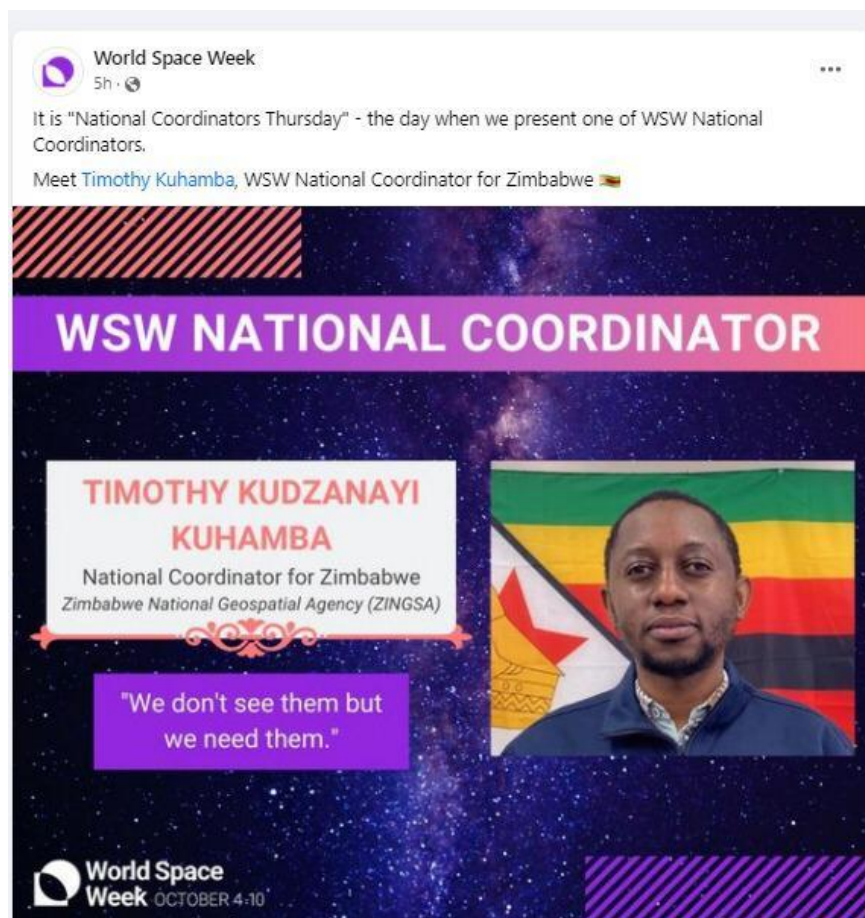 World Space Week
5h
It is "National Coordinators Thursday" - the day when we present one of WSW National
Coordinators.
Meet Timothy Kuhamba, WSW National Coordinator for Zimbabwe
WSW NATIONAL COORDINATOR
TIMOTHY KUDZANAYI
KUHAMBA
National Coordinator for Zimbabwe
Zimbabwe National Geospatial Agency (ZINGSA)
"We don't see them but
we need them."
World Space
Week OCTOBER 4-10